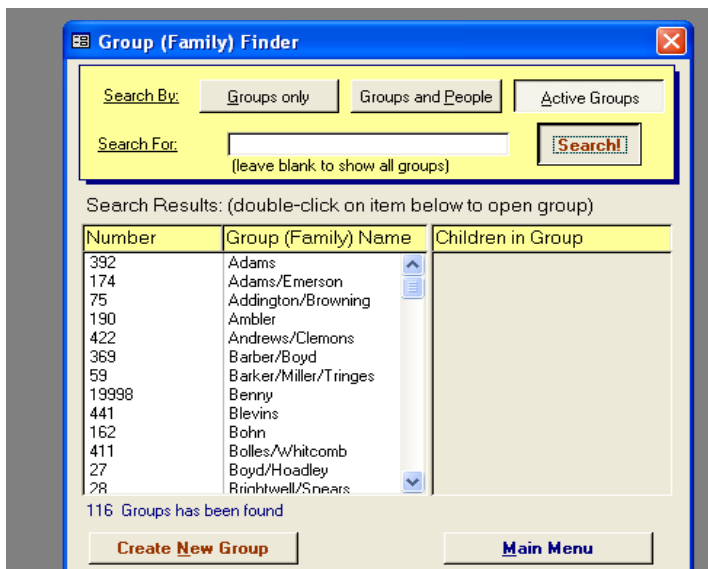 Group (Family) Finder
Search By: Groups only Groups and People Active Groups
Search For: Search!
(leave blank to show all groups)
Search Results: (double-click on item below to open group)
Number Group (Family) Name Children in Group
392 Adams
174 Adams/Emerson
75 Addington/Browning
190 Ambler
422 Andrews/Clemons
369 Barber/Boyd
59 Barker/Miller/Tringes
19998 Benny
441 Blevins
162 Bohn
411 Bolles/Whitcomb
27 Boyd/Hoadley
28 Brightwell/Spears
116 Groups has been found
Create New Group Main Menu